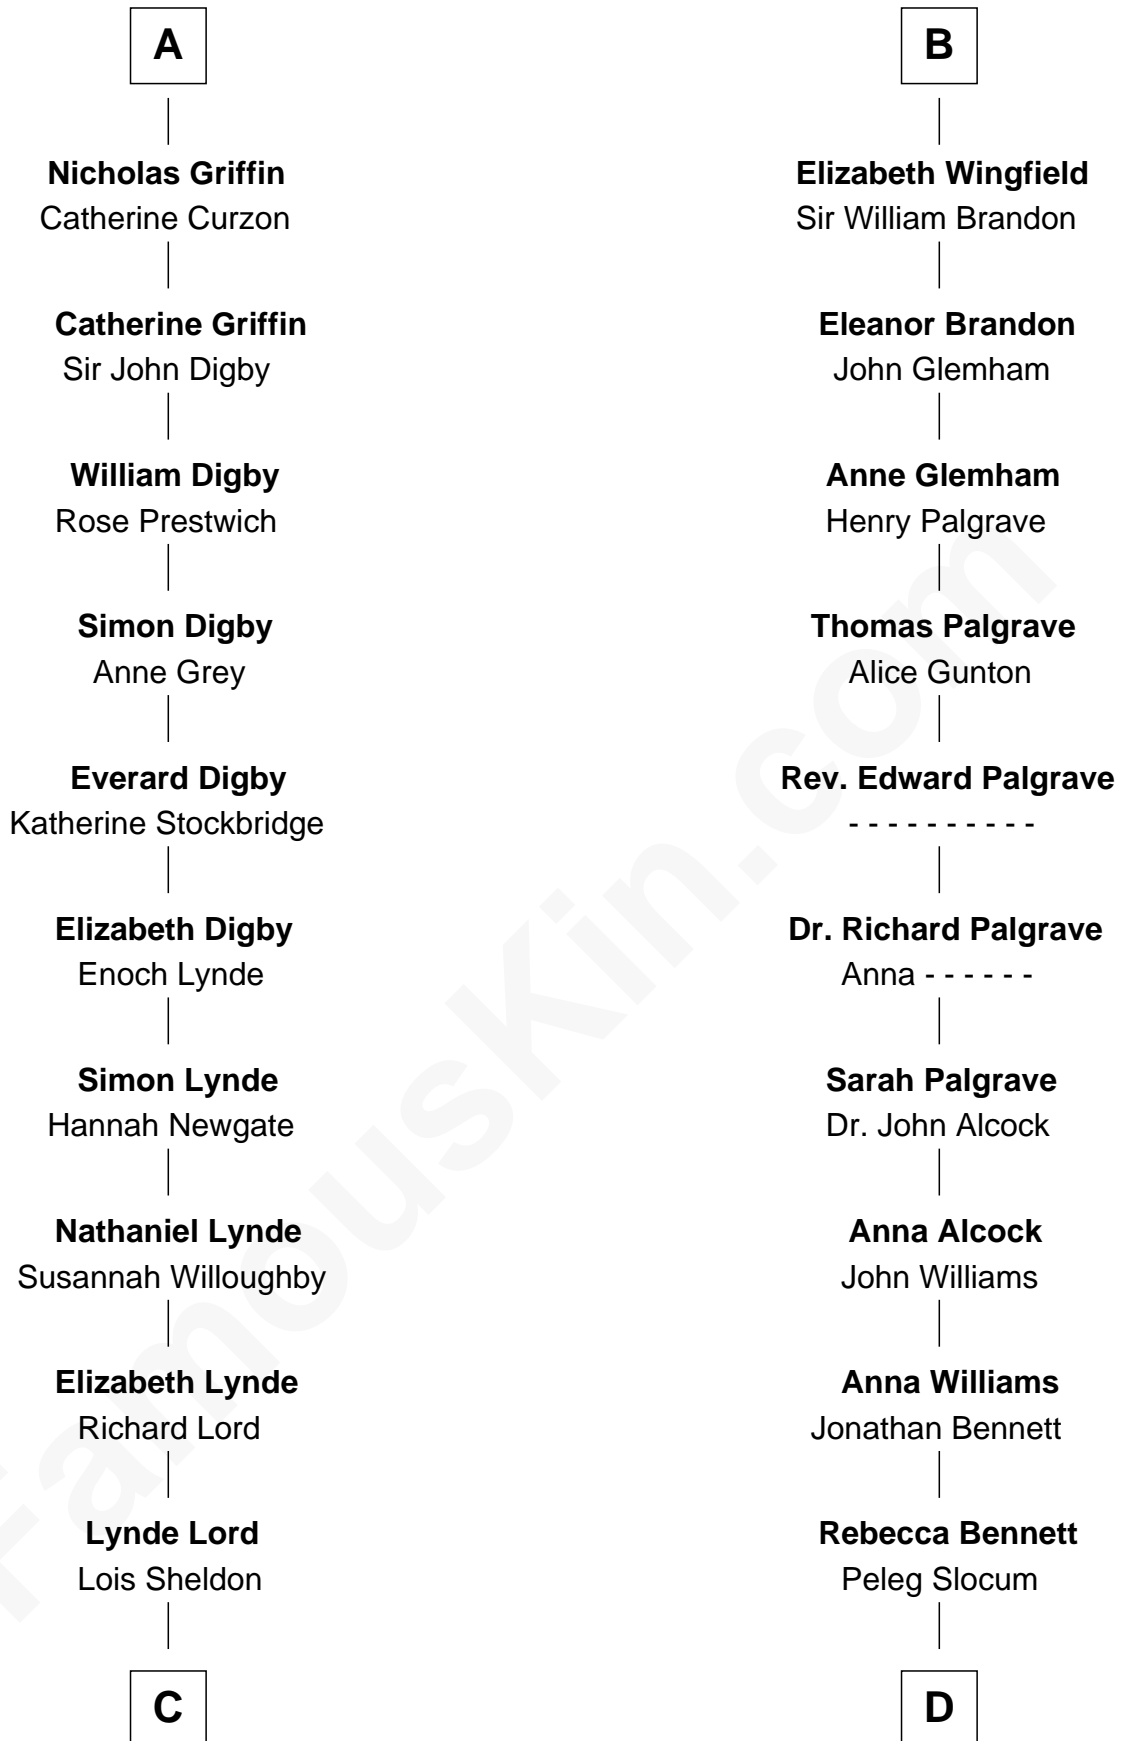 A
Nicholas Griffin
Catherine Curzon
Catherine Griffin
Sir John Digby
William Digby
Rose Prestwich
Simon Digby
Anne Grey
Everard Digby
Katherine Stockbridge
Elizabeth Digby
Enoch Lynde
Simon Lynde
Hannah Newgate
Nathaniel Lynde
Susannah Willoughby
Elizabeth Lynde
Richard Lord
Lynde Lord
Lois Sheldon
C
B
Elizabeth Wingfield
Sir William Brandon
Eleanor Brandon
John Glemham
Anne Glemham
Henry Palgrave
Thomas Palgrave
Alice Gunton
Rev. Edward Palgrave
- - - - - - - - - -
Dr. Richard Palgrave
Anna - - - - - -
Sarah Palgrave
Dr. John Alcock
Anna Alcock
John Williams
Anna Williams
Jonathan Bennett
Rebecca Bennett
Peleg Slocum
D
FamousKin.com